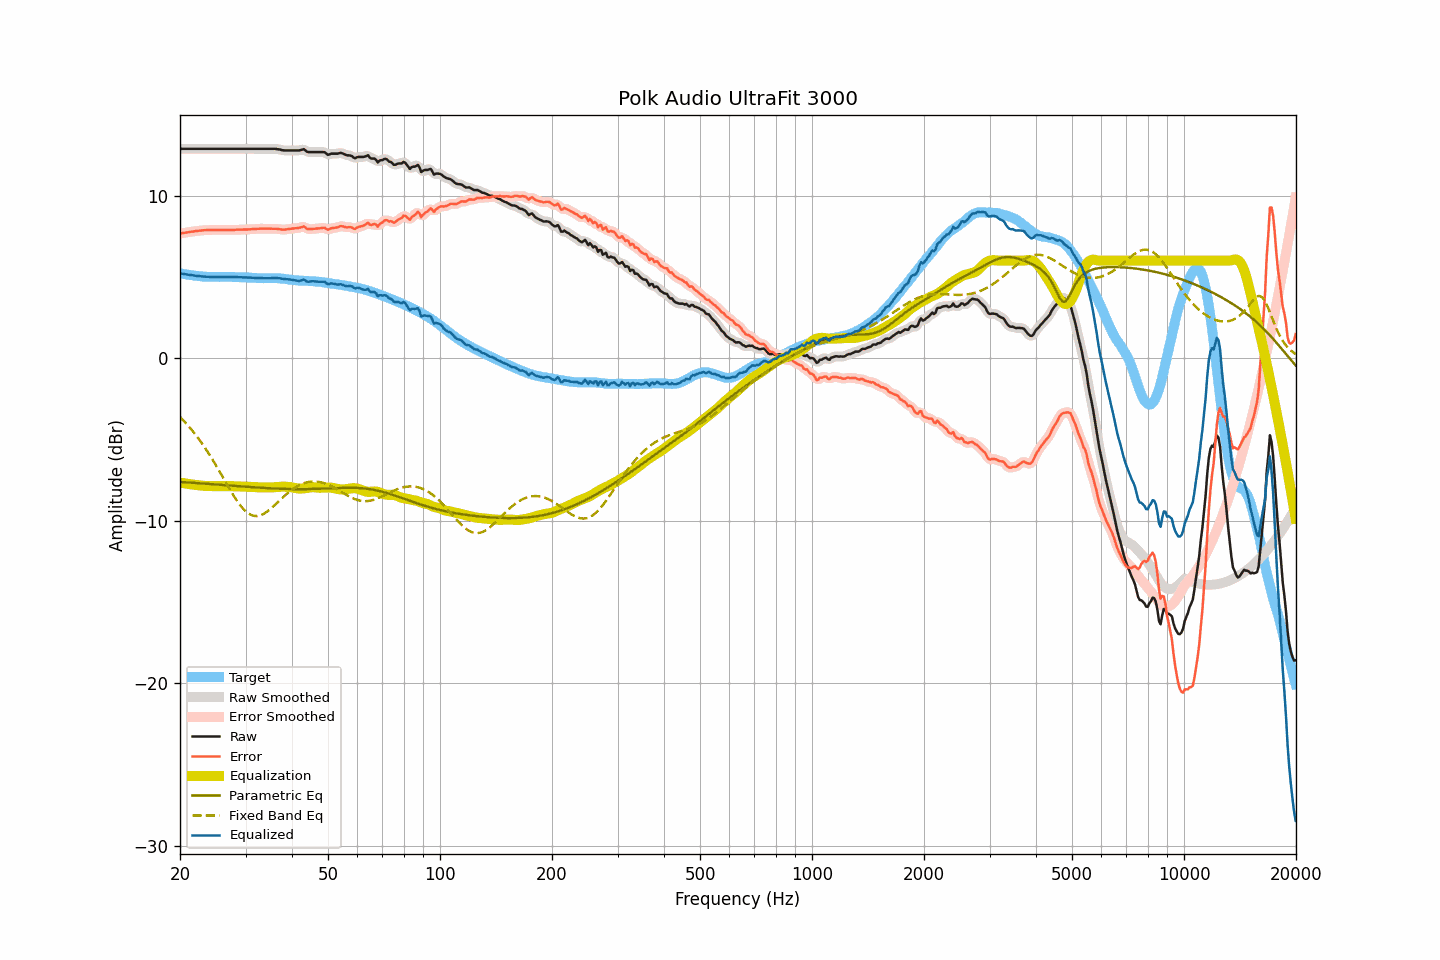 Polk Audio UltraFit 3000
10
0
−10
−20
−30
Amplitude (dBr)
Target
Raw Smoothed
Error Smoothed
Raw
Error
Equalization
Parametric Eq
Fixed Band Eq
Equalized
20 50 100 200 500 1000 2000 5000 10000 20000
Frequency (Hz)